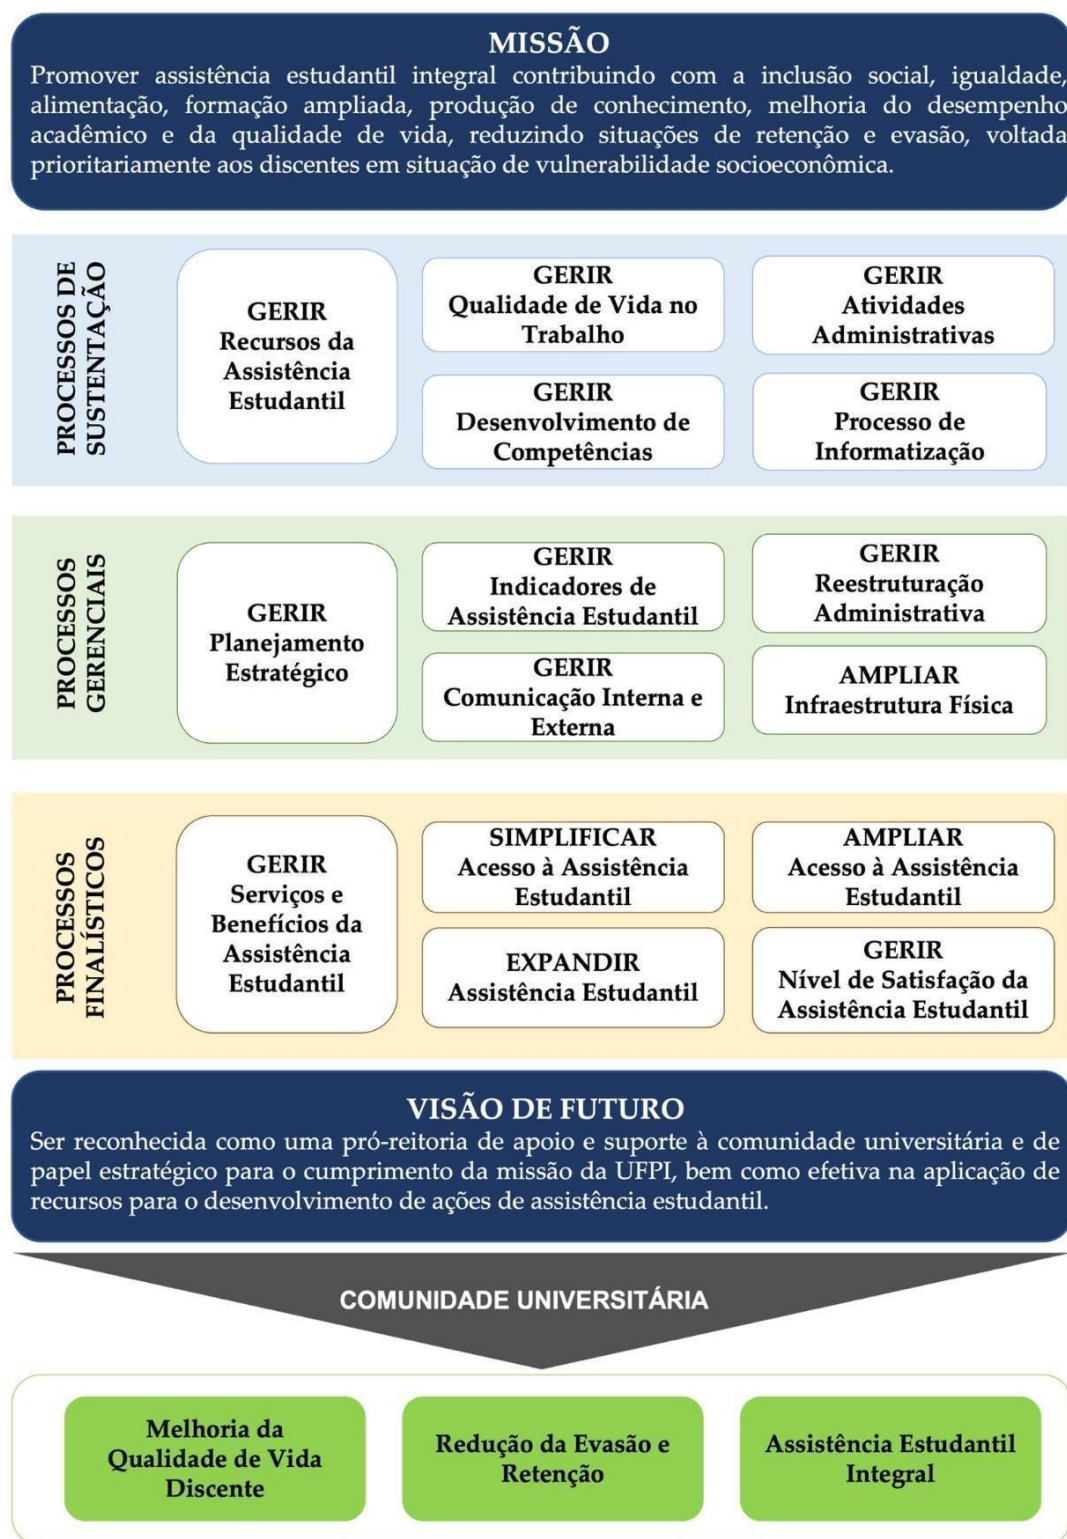 MISSÃO
Promover assistência estudantil integral contribuindo com a inclusão social, igualdade,
alimentação, formação ampliada, produção de conhecimento, melhoria do desempenho
acadêmico e da qualidade de vida, reduzindo situações de retenção e evasão, voltada
prioritariamente aos discentes em situação de vulnerabilidade socioeconômica.
PROCESSOS DE
SUSTENTAÇÃO
GERIR
Recursos da
Assistência
Estudantil
GERIR
Qualidade de Vida no
Trabalho
GERIR
Atividades
Administrativas
GERIR
Desenvolvimento de
Competências
GERIR
Processo de
Informatização
PROCESSOS
GERENCIAIS
GERIR
Planejamento
Estratégico
GERIR
Indicadores de
Assistência Estudantil
GERIR
Reestruturação
Administrativa
GERIR
Comunicação Interna e
Externa
AMPLIAR
Infraestrutura Física
PROCESSOS
FINALÍSTICOS
GERIR
Serviços e
Benefícios da
Assistência
Estudantil
SIMPLIFICAR
Acesso à Assistência
Estudantil
AMPLIAR
Acesso à Assistência
Estudantil
EXPANDIR
Assistência Estudantil
GERIR
Nível de Satisfação da
Assistência Estudantil
VISÃO DE FUTURO
Ser reconhecida como uma pró-reitoria de apoio e suporte à comunidade universitária e de
papel estratégico para o cumprimento da missão da UFPI, bem como efetiva na aplicação de
recursos para o desenvolvimento de ações de assistência estudantil.
COMUNIDADE UNIVERSITÁRIA
Melhoria da
Qualidade de Vida
Discente
Redução da Evasão e
Retenção
Assistência Estudantil
Integral